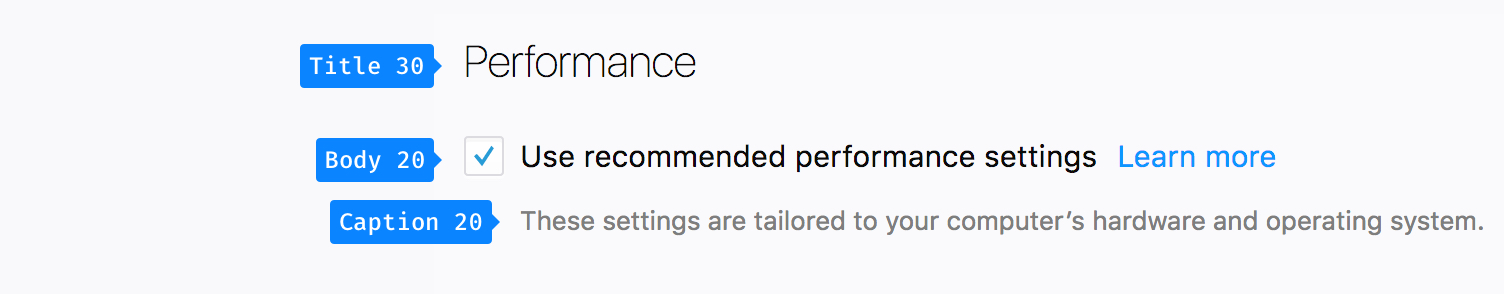 Title 30 Performance
Body 20 Use recommended performance settings Learn more
Caption 20 These settings are tailored to your computer’s hardware and operating system.